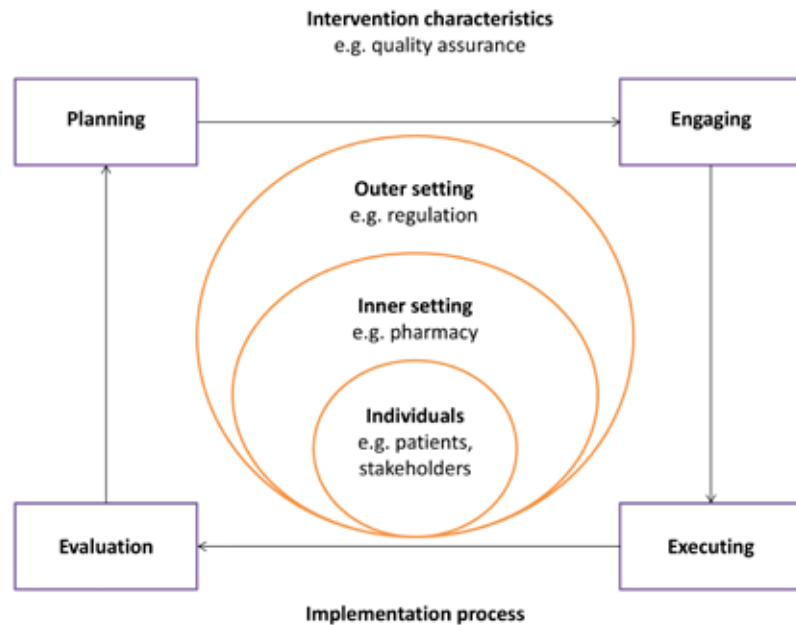 Intervention characteristics
e.g. quality assurance
Planning
Engaging
Outer setting
e.g. regulation
Inner setting
e.g. pharmacy
Individuals
e.g. patients,
stakeholders
Evaluation
Executing
Implementation process